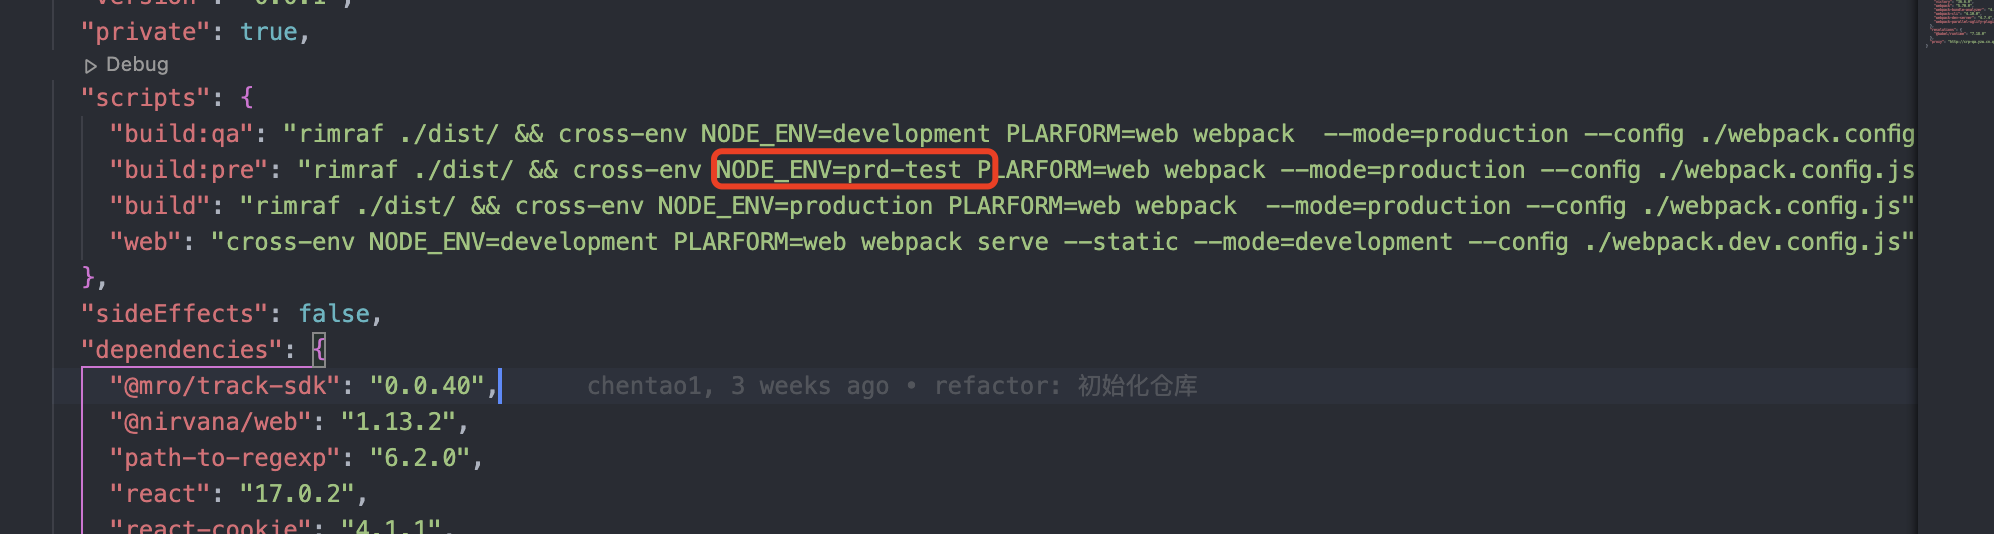 "version": "0.0.1",
"private": true,
Debug
"scripts": {
"build:qa": "rimraf ./dist/ && cross-env NODE_ENV=development PLARFORM=web webpack  --mode=production --config ./webpack.config
"build:pre": "rimraf ./dist/ && cross-env NODE_ENV=prd-test PLARFORM=web webpack --mode=production --config ./webpack.config.js
"build": "rimraf ./dist/ && cross-env NODE_ENV=production PLARFORM=web webpack  --mode=production --config ./webpack.config.js"
"web": "cross-env NODE_ENV=development PLARFORM=web webpack serve --static --mode=development --config ./webpack.dev.config.js"
},
"sideEffects": false,
"dependencies": {
"@mro/track-sdk": "0.0.40", chentao1, 3 weeks ago • refactor: 初始化仓库
"@nirvana/web": "1.13.2",
"path-to-regexp": "6.2.0",
"react": "17.0.2",
"react-cookie": "4.1.1",